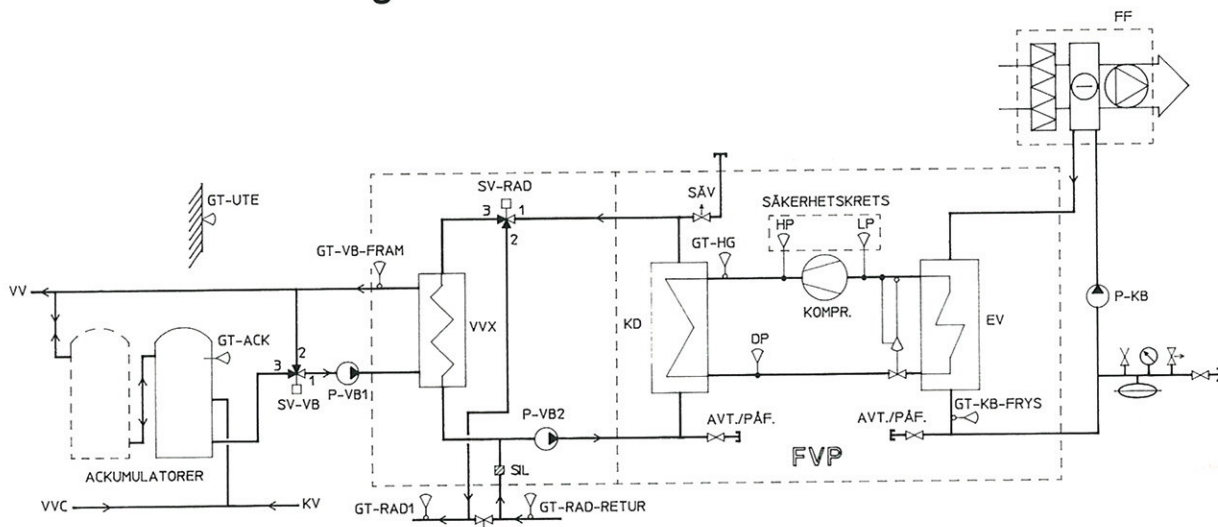 FF
SV-RAD
3
1
2
SÄV
SÄKERHETSKRETS
HP
LP
GT-UTE
GT-VB-FRAM
GT-HG
VV
P-KB
VVX
KD
KOMPR.
EV
GT-ACK
2
3
1
DP
SV-VB
P-VB1
P-VB2
AVT./PÅF.
AVT./PÅF.
GT-KB-FRYS
FVP
ACKUMULATORER
SIL
VVC
KV
GT-RAD1
GT-RAD-RETUR